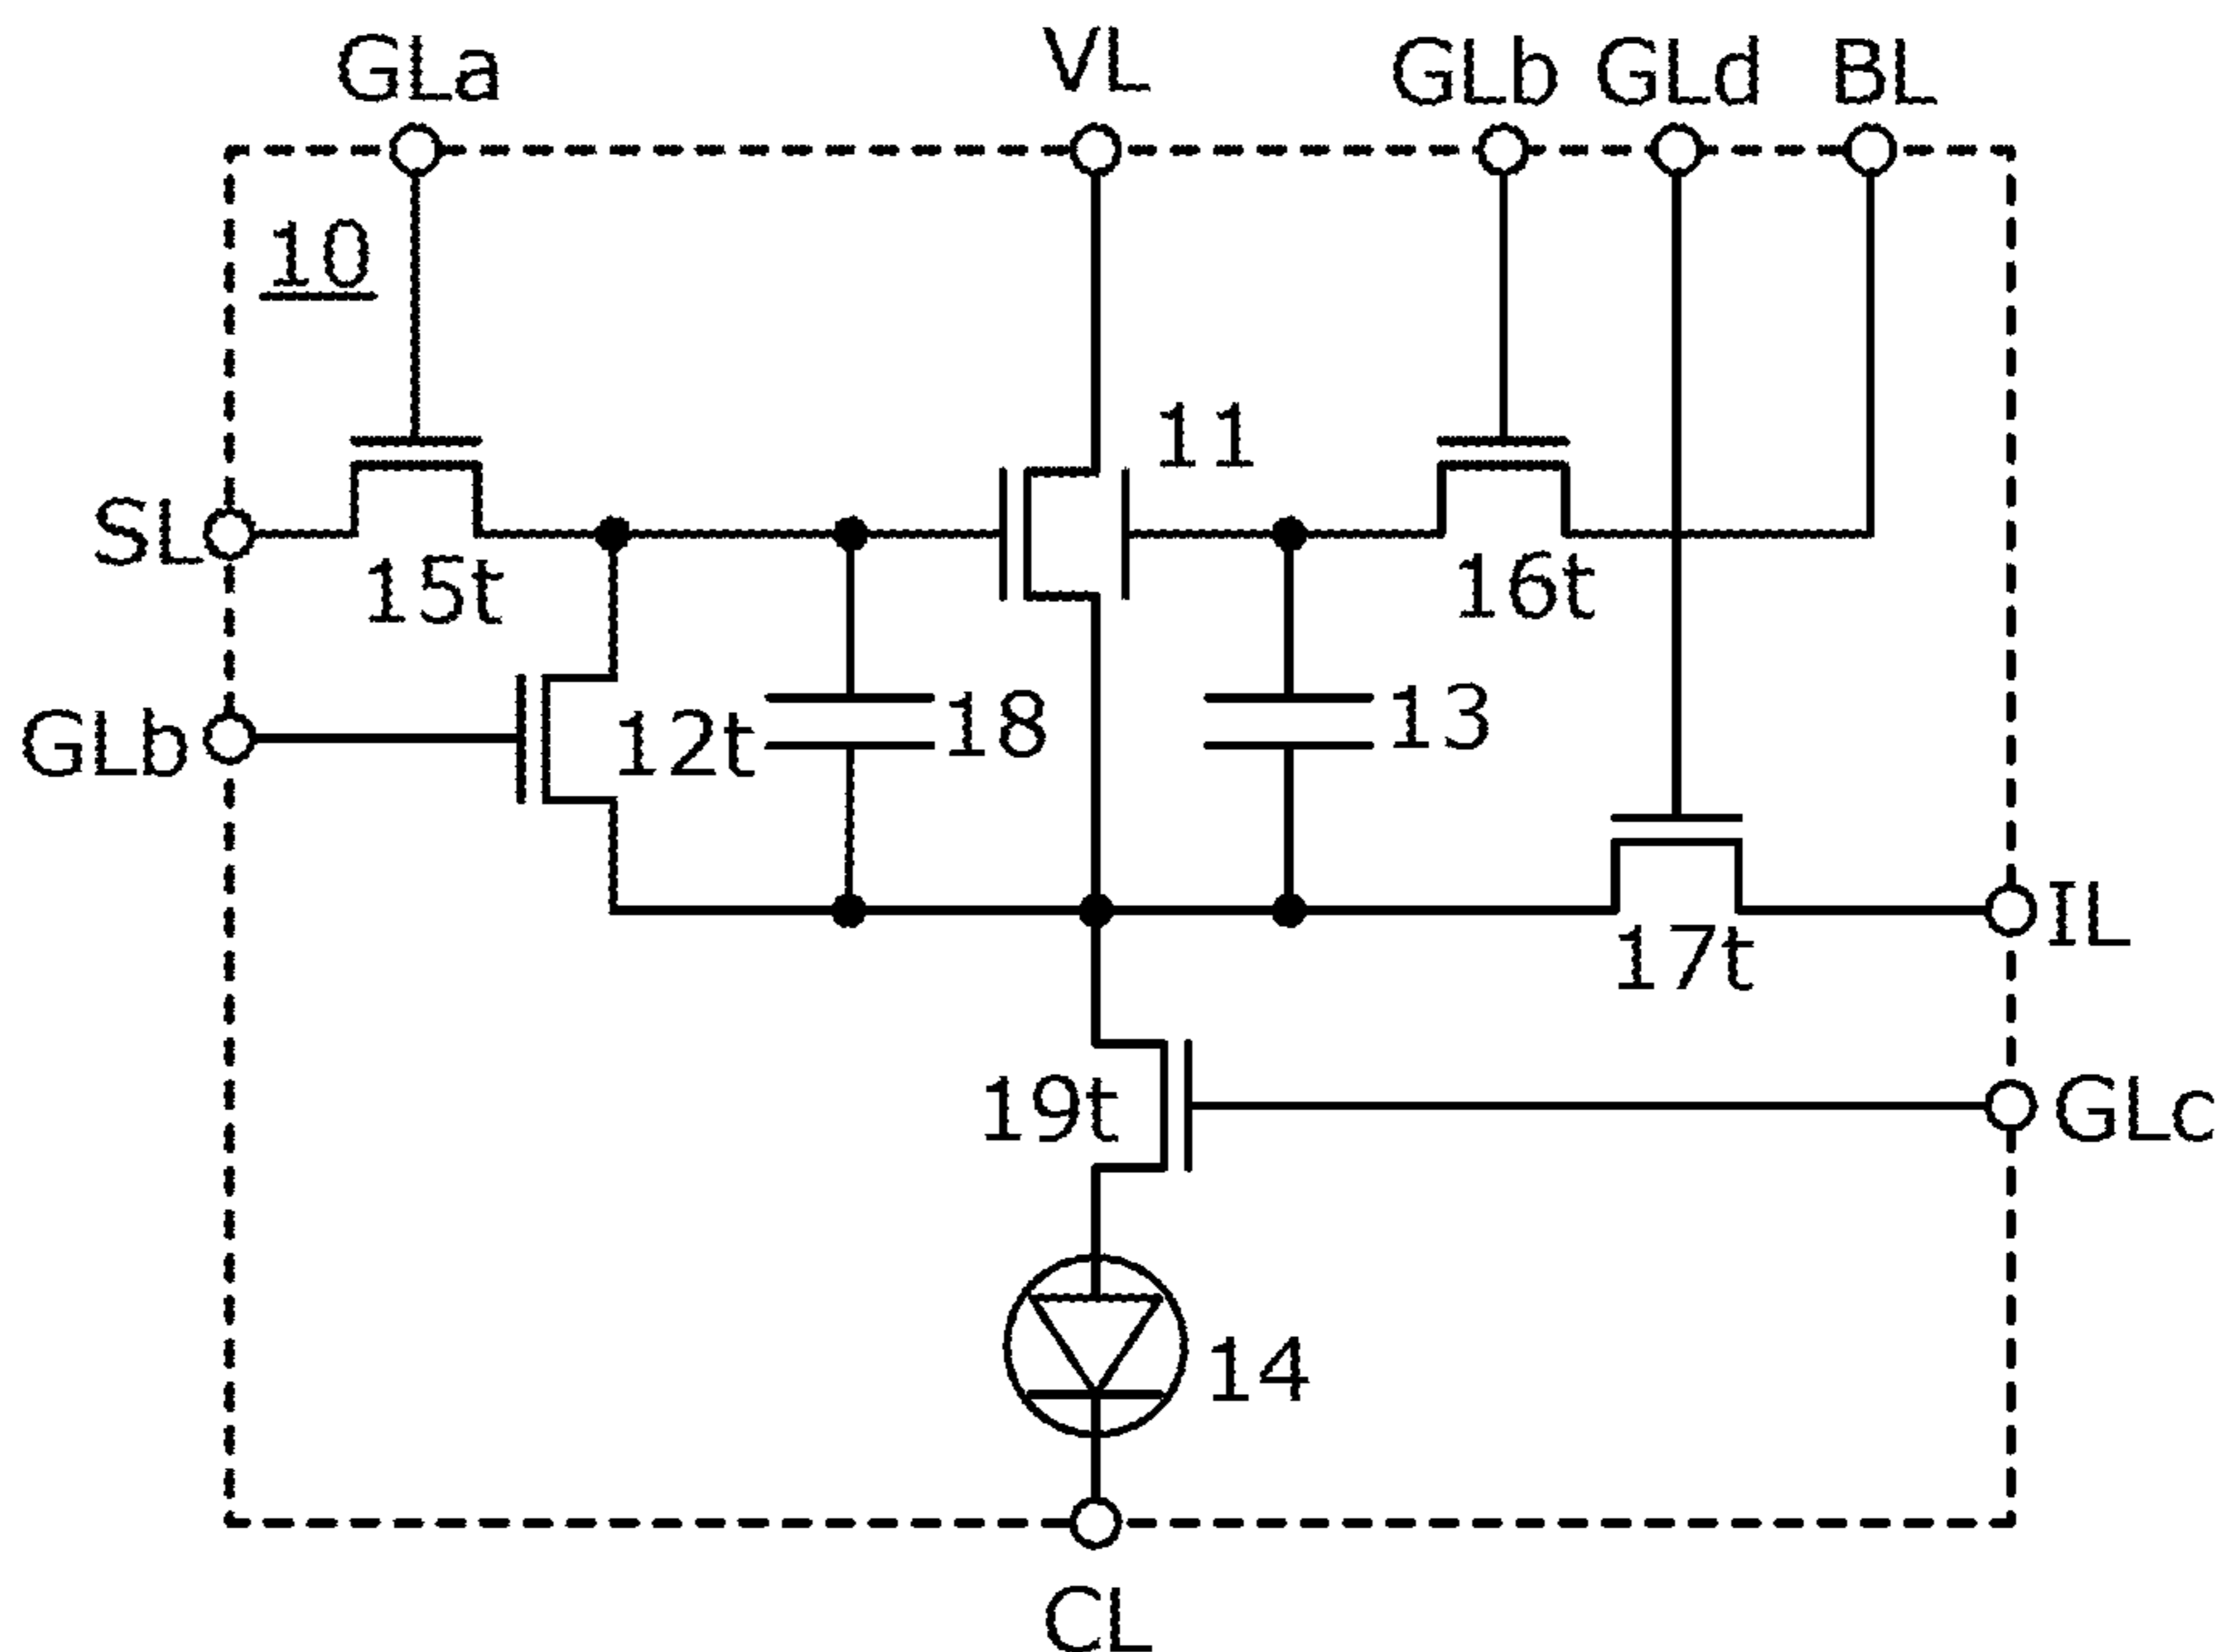 GLa VL GLb GLd BL
10
11
SL
15t 16t
GLb 12t 18 13
IL
17t
19t GLc
14
CL